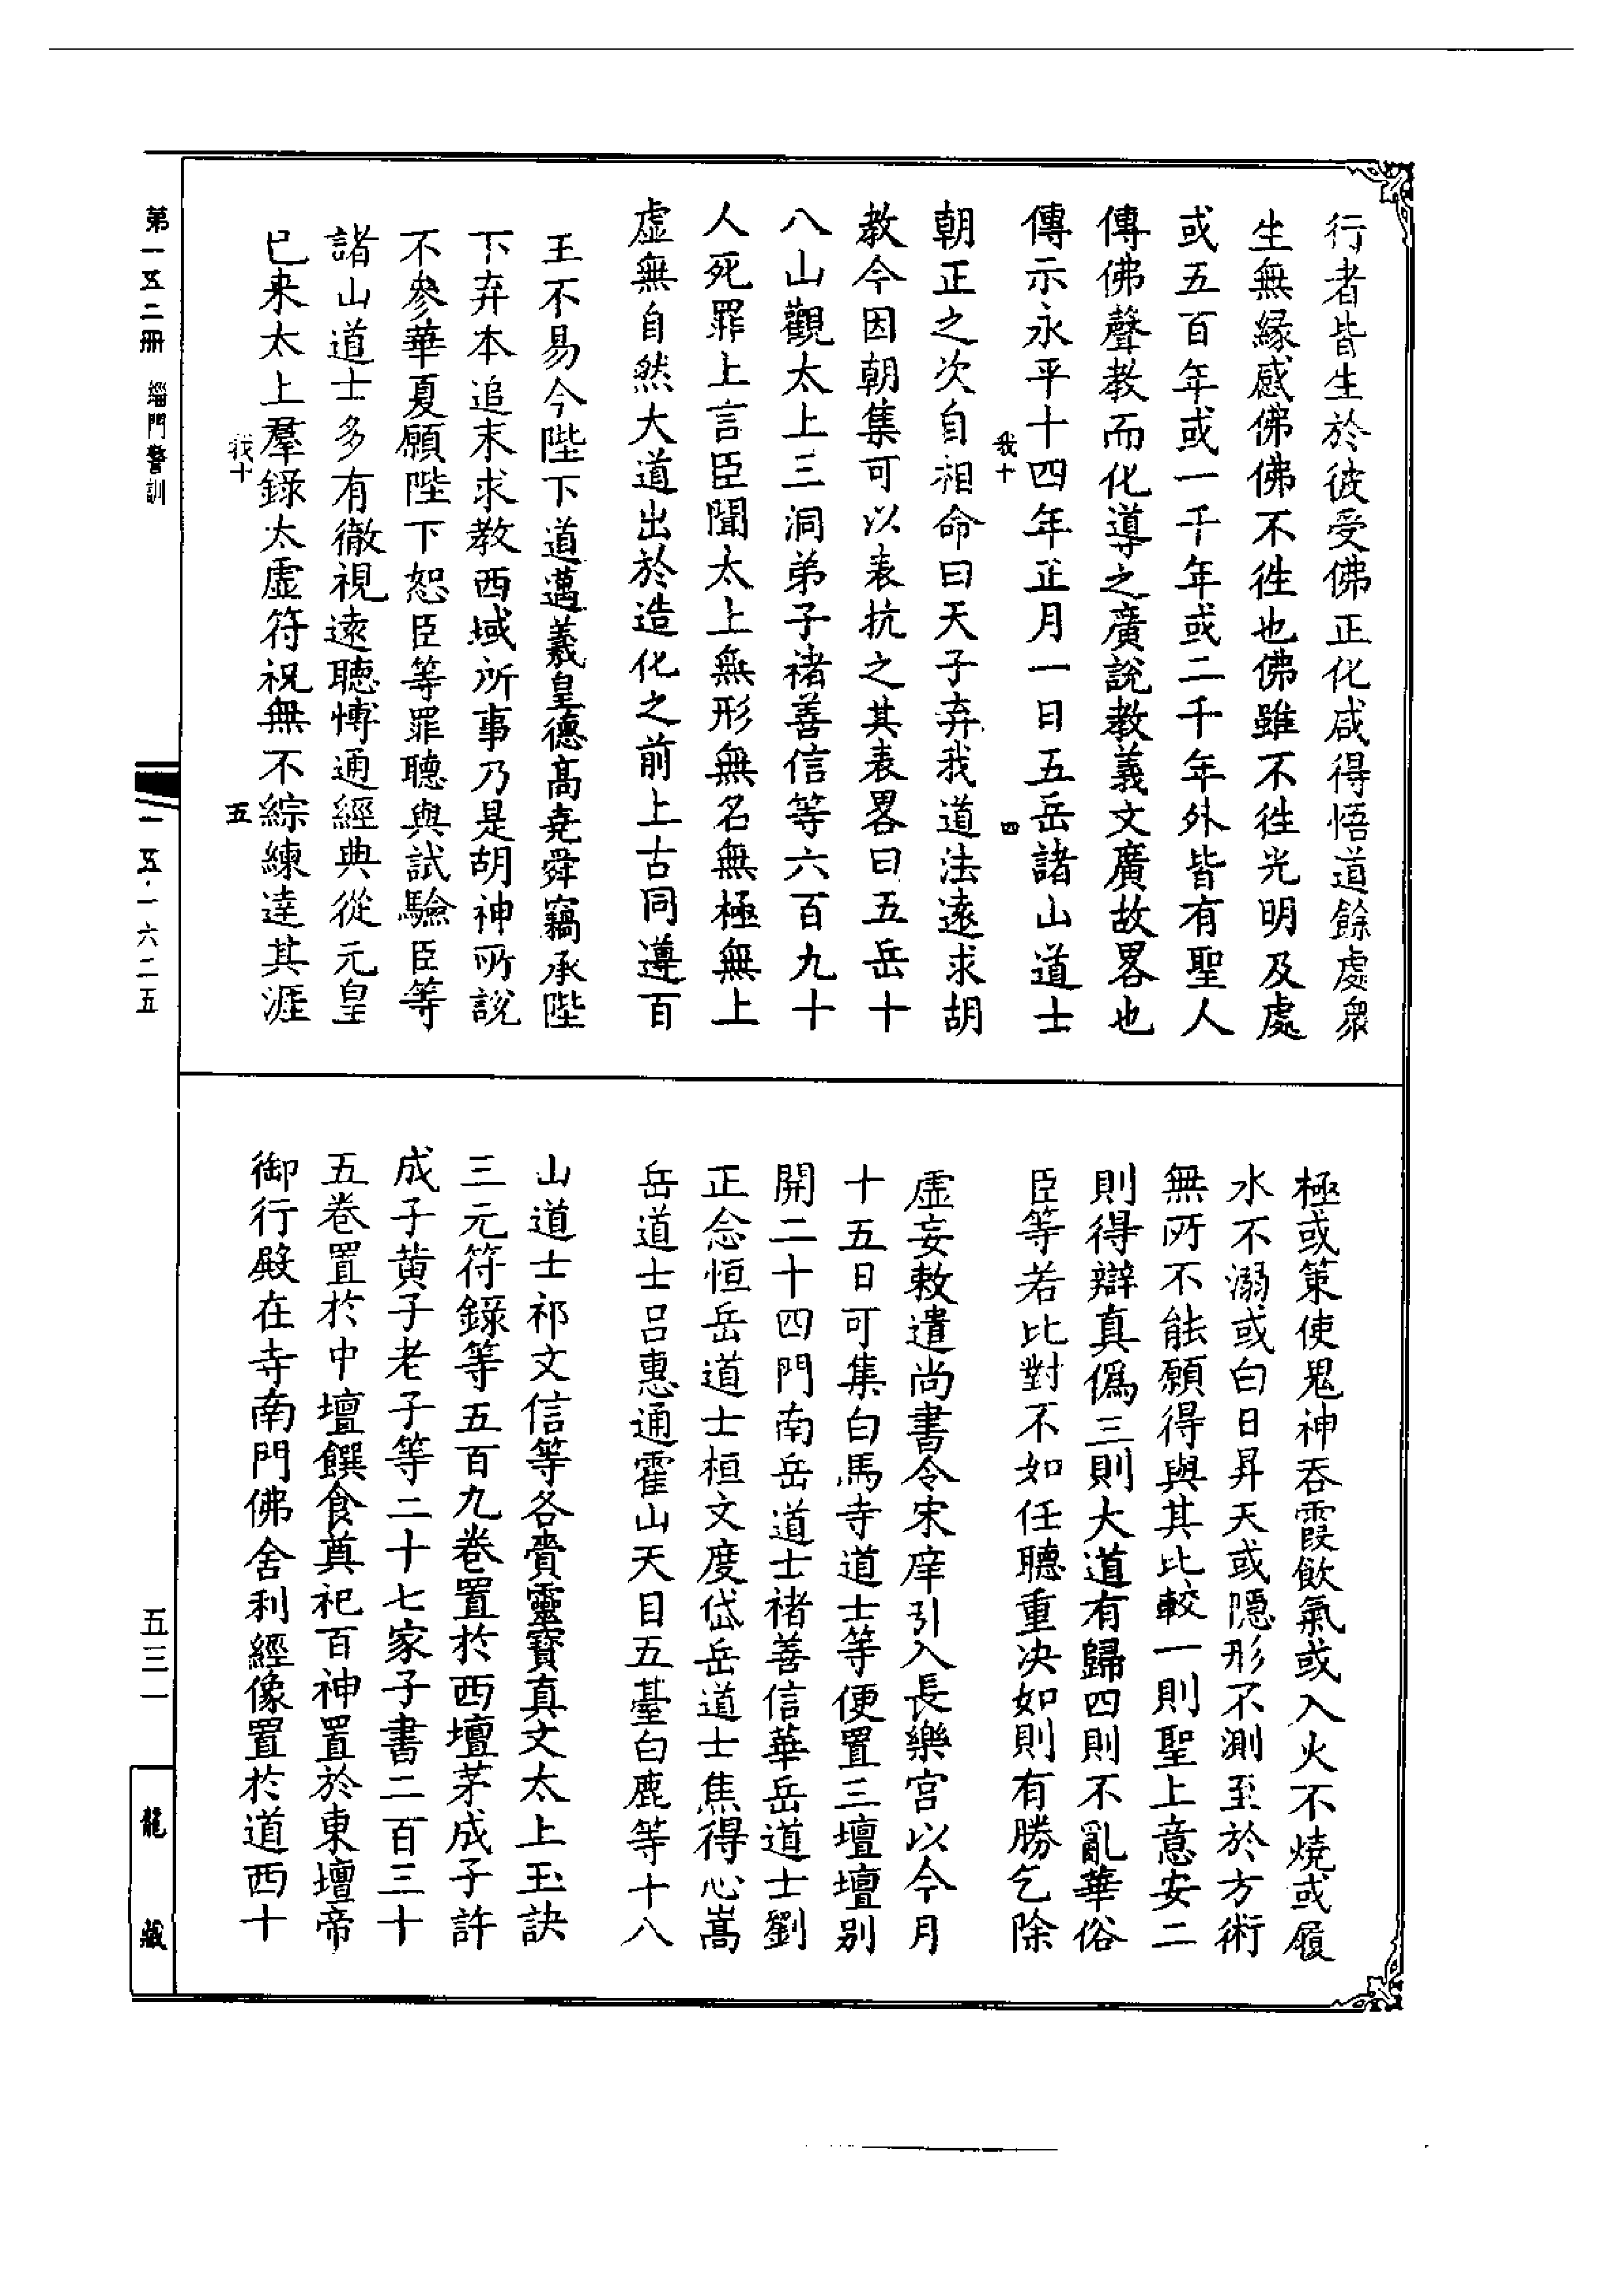 行者皆生於彼受佛正化咸得悟道餘處衆
生無緣感佛佛不徃也佛雖不徃光明及處
或五百年或一千年或二千年外皆有聖人
傳佛聲教而化導之廣說教義文廣故畧也
傳示永平十四年正月一日五岳諸山道士
我十
四
朝正之次自相命曰天子弃我道法遠求胡
教今因朝集可以表抗之其表畧曰五岳十
八山觀太上三洞弟子禇善信等六百九十
人死罪上言臣聞太上無形無名無極無上
虛無自然大道出於造化之前上古同遵百
王不易今陛下道邁羲皇德高堯舜竊承陛
下弃本追末求教西域所事乃是胡神所說
不參華夏願陛下恕臣等罪聽與試驗臣等
諸山道士多有徹視遠聽博通經典從元皇
已来太上羣錄太虛符祝無不綜練達其涯
我十
五
極或策使鬼神吞霞飲氣或入火不燒或履
水不溺或白日昇天或隱形不測至於方術
無所不能願得與其比較一則聖上意安二
則得辯真僞三則大道有歸四則不亂華俗
臣等若比對不如任聽重决如則有勝乞除
虛妄敕遣尚書令宋庠引入長樂宮以今月
十五日可集白馬寺道士等便置三壇壇别
開二十四門南岳道士禇善信華岳道士劉
正念恒岳道士桓文度岱岳道士焦得心嵩
岳道士呂惠通霍山天目五臺白鹿等十八
山道士祁文信等各賫靈寶真文太上玉訣
三元符錄等五百九卷置於西壇茅成子許
成子黃子老子等二十七家子書二百三十
五卷置於中壇饌食奠祀百神置於東壇帝
御行殿在寺南門佛舍利經像置於道西十
第一五二冊 緇門警訓
一五·一六二五
五三一
龍藏